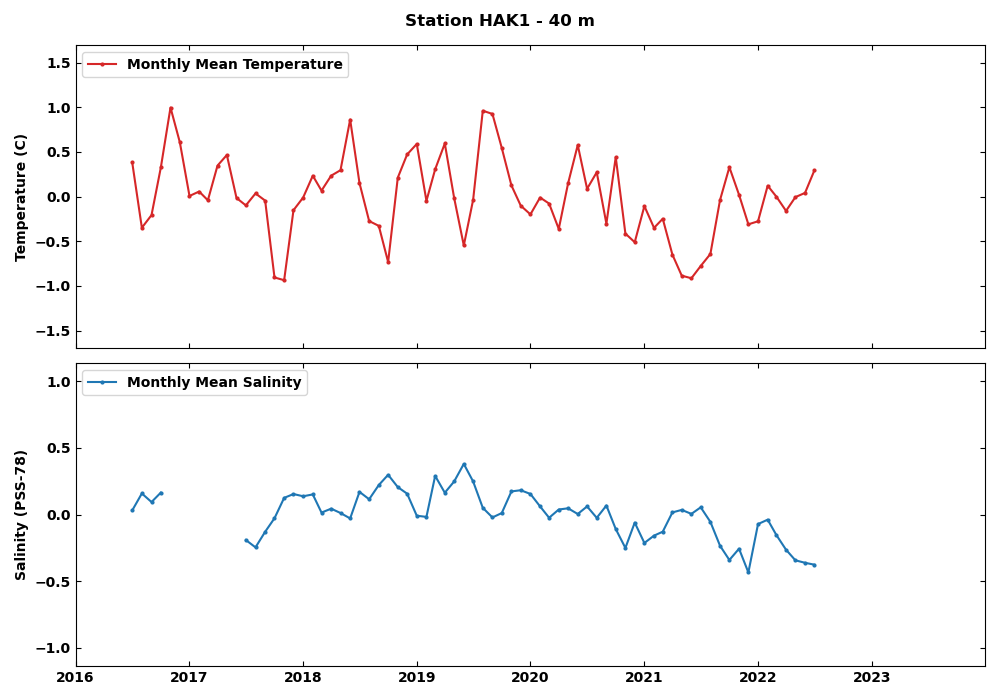 Station HAK1 - 40 m
Monthly Mean Temperature
Temperature (C)
1.5
1.0
0.5
0.0
−0.5
−1.0
−1.5
Monthly Mean Salinity
Salinity (PSS-78)
1.0
0.5
0.0
−0.5
−1.0
2016 2017 2018 2019 2020 2021 2022 2023